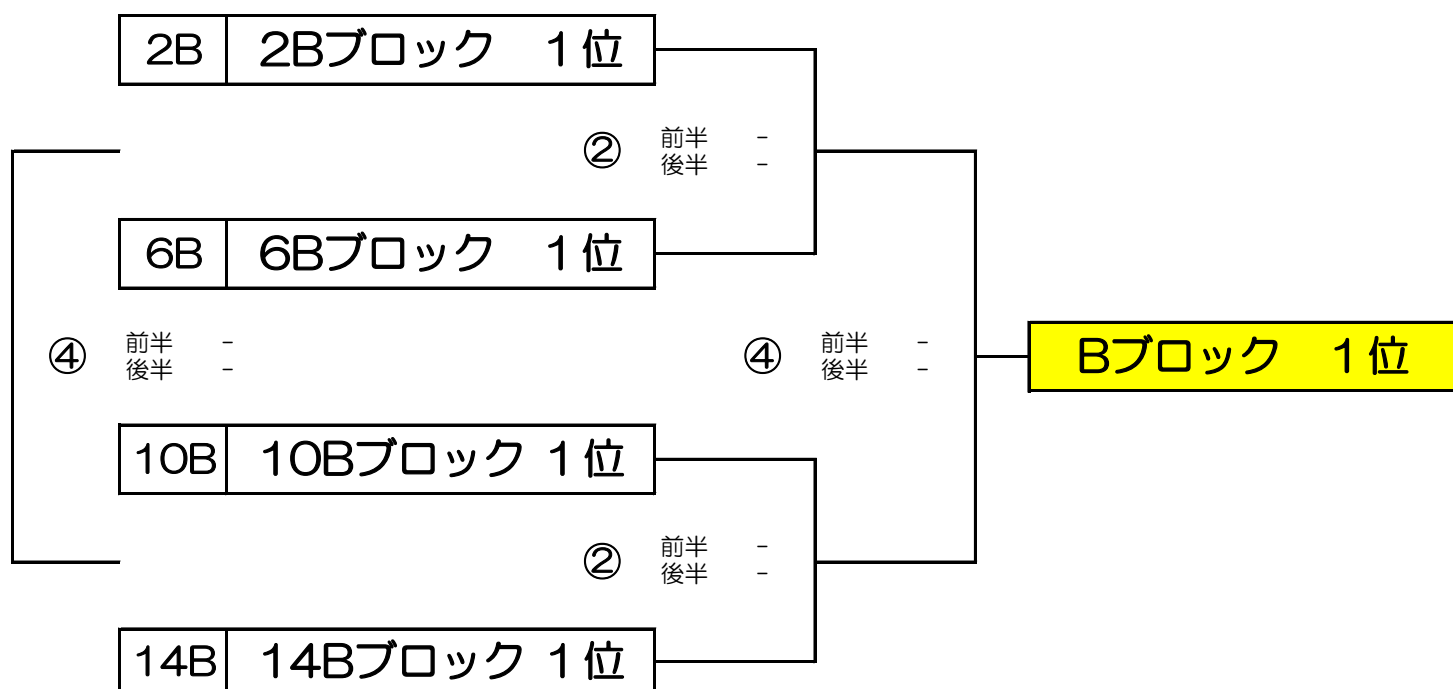 2B 2Bブロック　１位
② 前半 -
後半 -
6B 6Bブロック　１位
④ 前半 -
後半 -
④ 前半 -
後半 -
Bブロック　１位
10B 10Bブロック １位
② 前半 -
後半 -
14B 14Bブロック １位